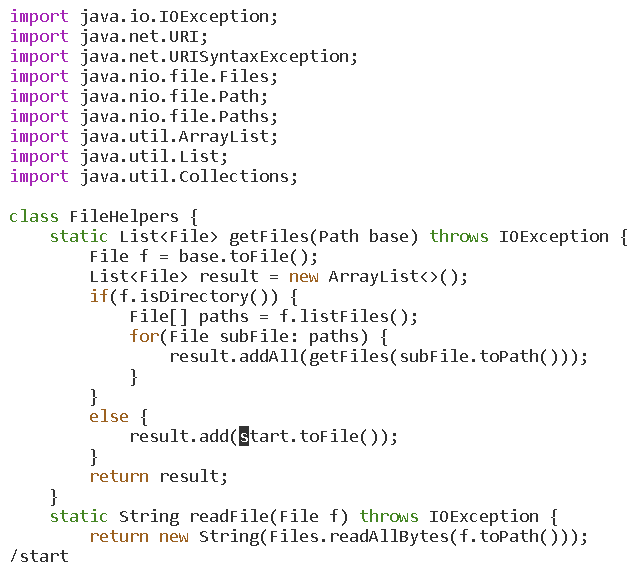 import java.io.IOException;
import java.net.URI;
import java.net.URISyntaxException;
import java.nio.file.Files;
import java.nio.file.Path;
import java.nio.file.Paths;
import java.util.ArrayList;
import java.util.List;
import java.util.Collections;

class FileHelpers {
    static List<File> getFiles(Path base) throws IOException {
        File f = base.toFile();
        List<File> result = new ArrayList<>();
        if(f.isDirectory()) {
            File[] paths = f.listFiles();
            for(File subFile: paths) {
                result.addAll(getFiles(subFile.toPath()));
            }
        }
        else {
            result.add(start.toFile());
        }
        return result;
    }
    static String readFile(File f) throws IOException {
        return new String(Files.readAllBytes(f.toPath()));
/start